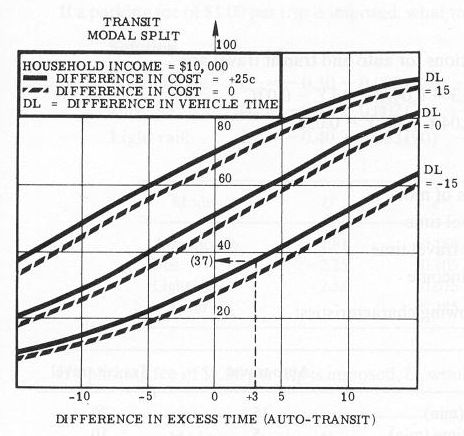 TRANSIT
MODAL SPLIT
100
HOUSEHOLD INCOME = $10,000
DIFFERENCE IN COST = +25c
DIFFERENCE IN COST = 0
DL = DIFFERENCE IN VEHICLE TIME
DL
= 15
80
DL
= 0
60
DL
= -15
40
(37)
20
-10 -5 0 +3 5 10
DIFFERENCE IN EXCESS TIME (AUTO-TRANSIT)